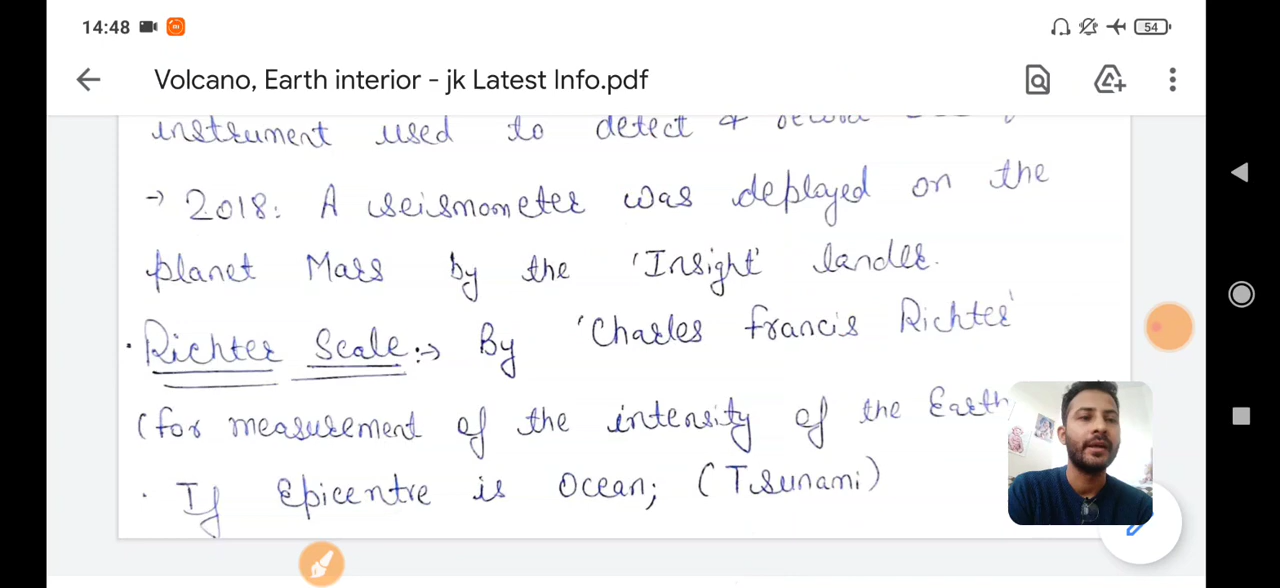 14:48
54
Volcano, Earth interior - jk Latest Info.pdf
instrument used to detect &
→ 2018: A seismometer was deployed on the
planet Mars by the 'Insight' lander.
· Richter Scale :→ By 'Charles Francis Richter'
(for measurement of the intensity of the Earth
· If Epicentre is Ocean; (Tsunami)